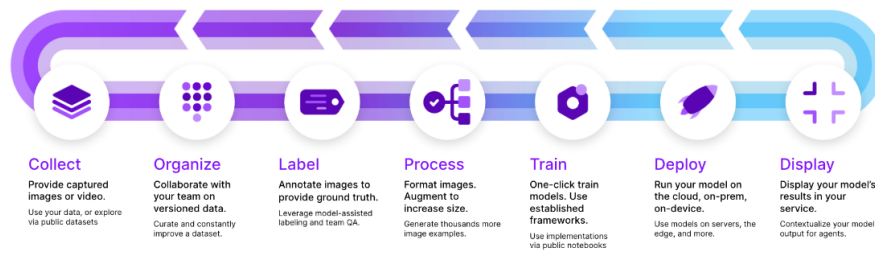 Collect
Provide captured
images or video.
Use your data, or explore
via public datasets
Organize
Collaborate with
your team on
versioned data.
Curate and constantly
improve a dataset.
Label
Annotate images to
provide ground truth.
Leverage model-assisted
labeling and team QA.
Process
Format images.
Augment to
increase size.
Generate thousands more
image examples.
Train
One-click train
models. Use
established
frameworks.
Use implementations
via public notebooks
Deploy
Run your model on
the cloud, on-prem,
on-device.
Use models on servers, the
edge, and more.
Display
Display your model's
results in your
service.
Contextualize your model
output for agents.